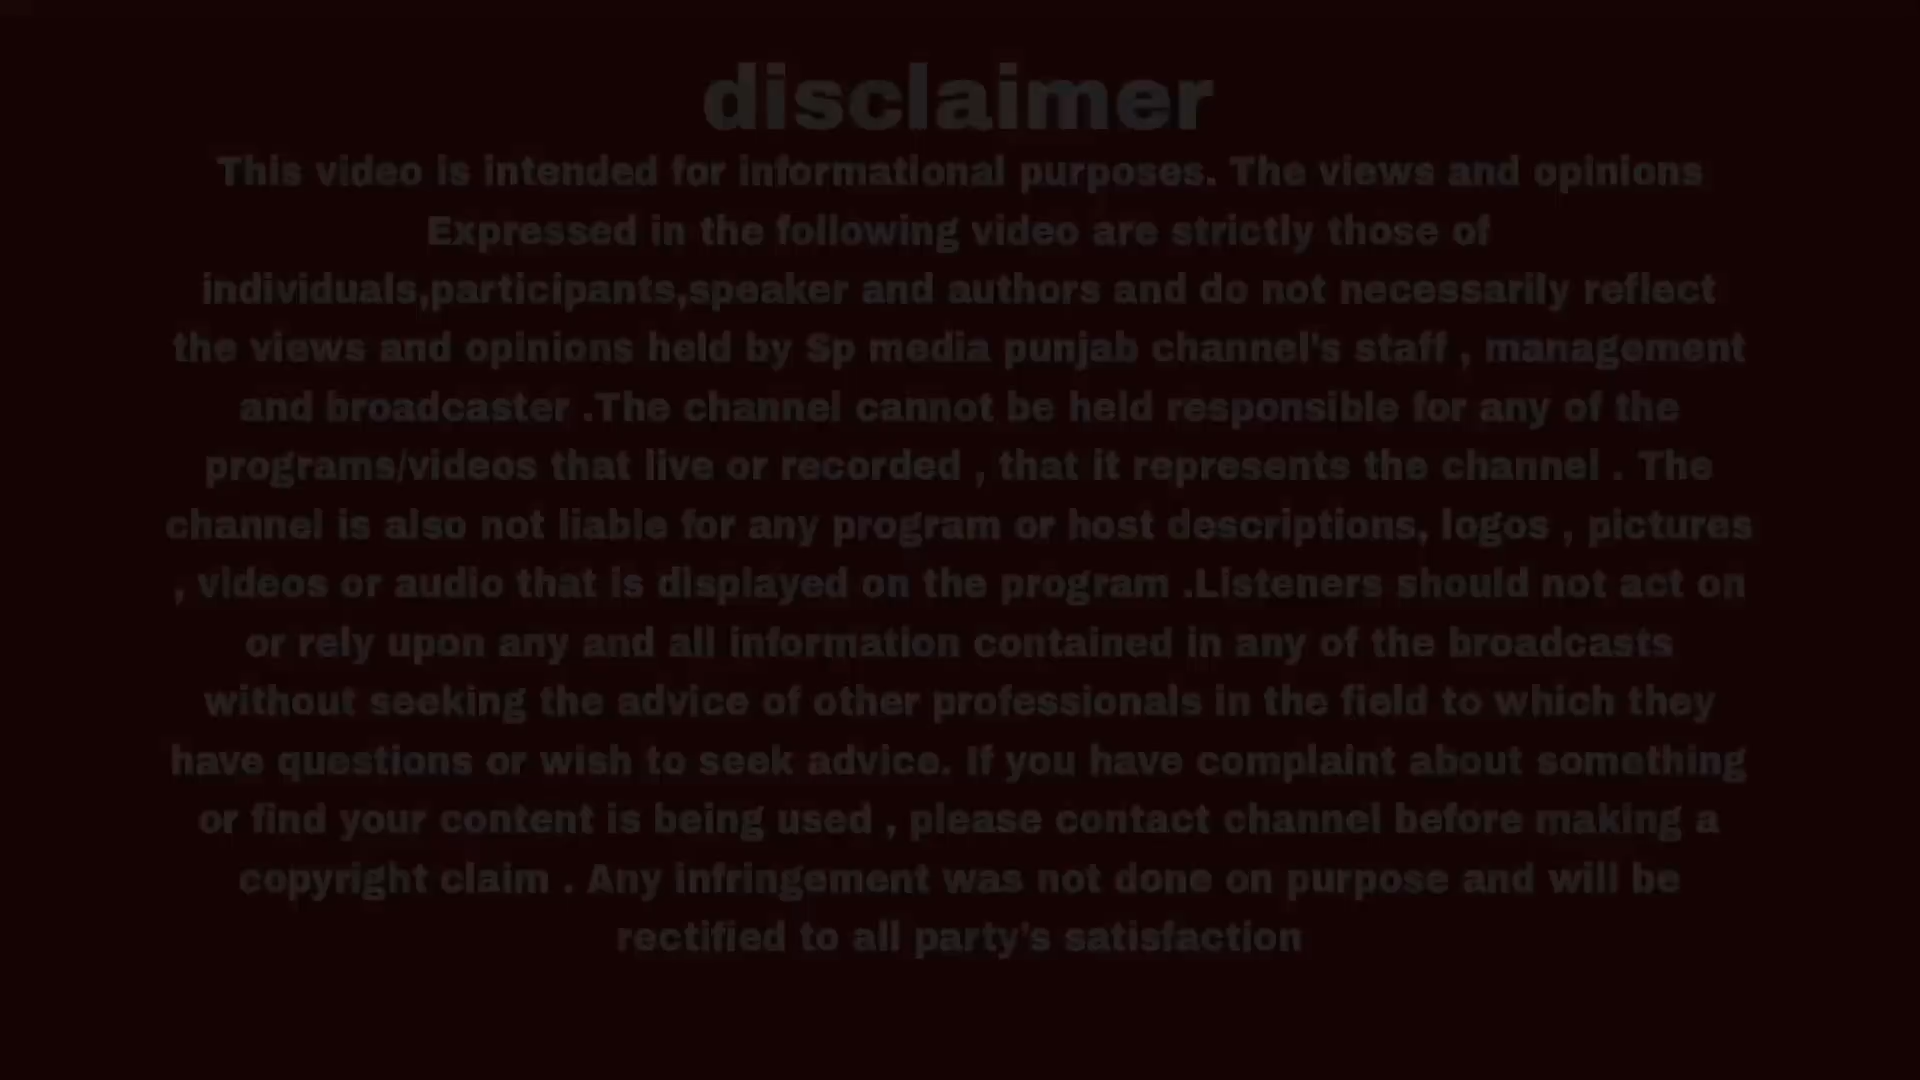 disclaimer
This video is intended for informational purposes. The views and opinions
Expressed in the following video are strictly those of
individuals,participants,speaker and authors and do not necessarily reflect
the views and opinions held by Sp media punjab channel's staff , management
and broadcaster .The channel cannot be held responsible for any of the
programs/videos that live or recorded , that it represents the channel . The
channel is also not liable for any program or host descriptions, logos , pictures
, videos or audio that is displayed on the program .Listeners should not act on
or rely upon any and all information contained in any of the broadcasts
without seeking the advice of other professionals in the field to which they
have questions or wish to seek advice. If you have complaint about something
or find your content is being used , please contact channel before making a
copyright claim . Any infringement was not done on purpose and will be
rectified to all party's satisfaction